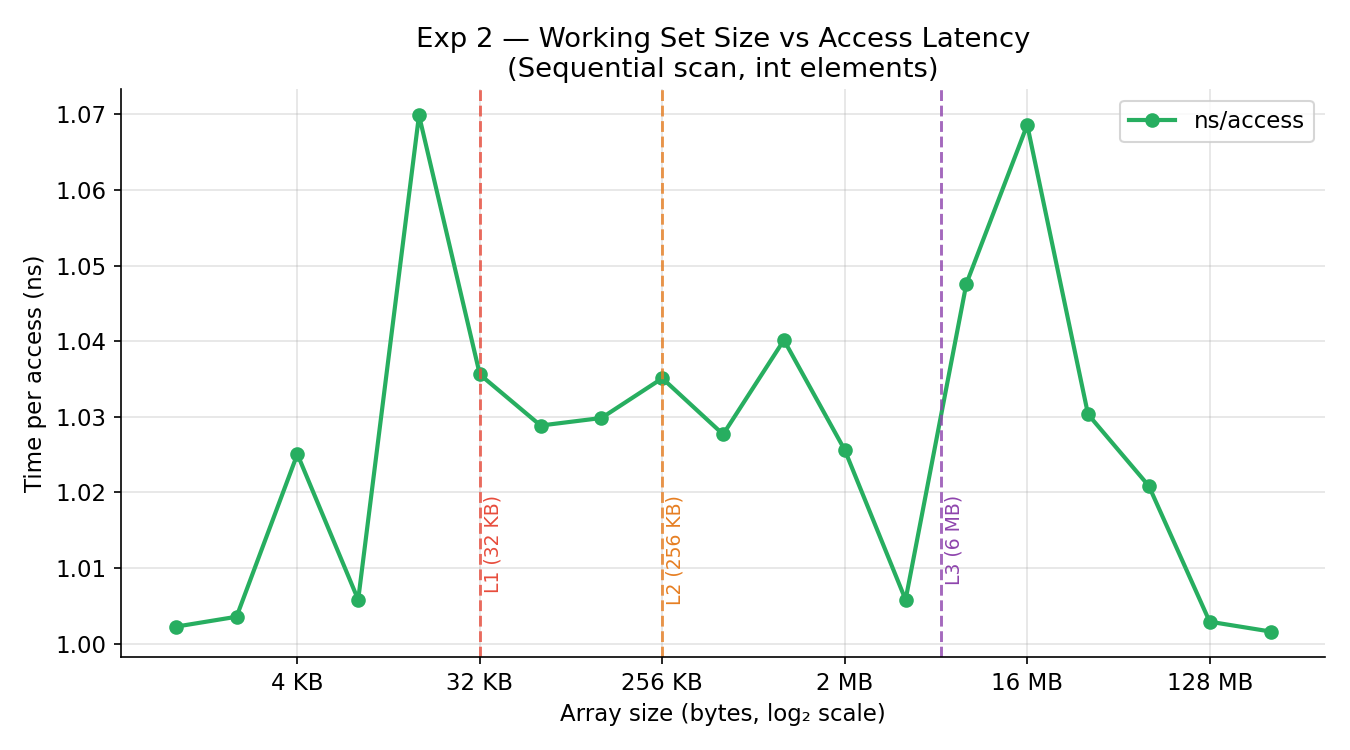 Exp 2 — Working Set Size vs Access Latency
(Sequential scan, int elements)
ns/access
Time per access (ns)
1.07
1.06
1.05
1.04
1.03
1.02
1.01
1.00
L1 (32 KB)
L2 (256 KB)
L3 (6 MB)
4 KB
32 KB
256 KB
2 MB
16 MB
128 MB
Array size (bytes, log₂ scale)